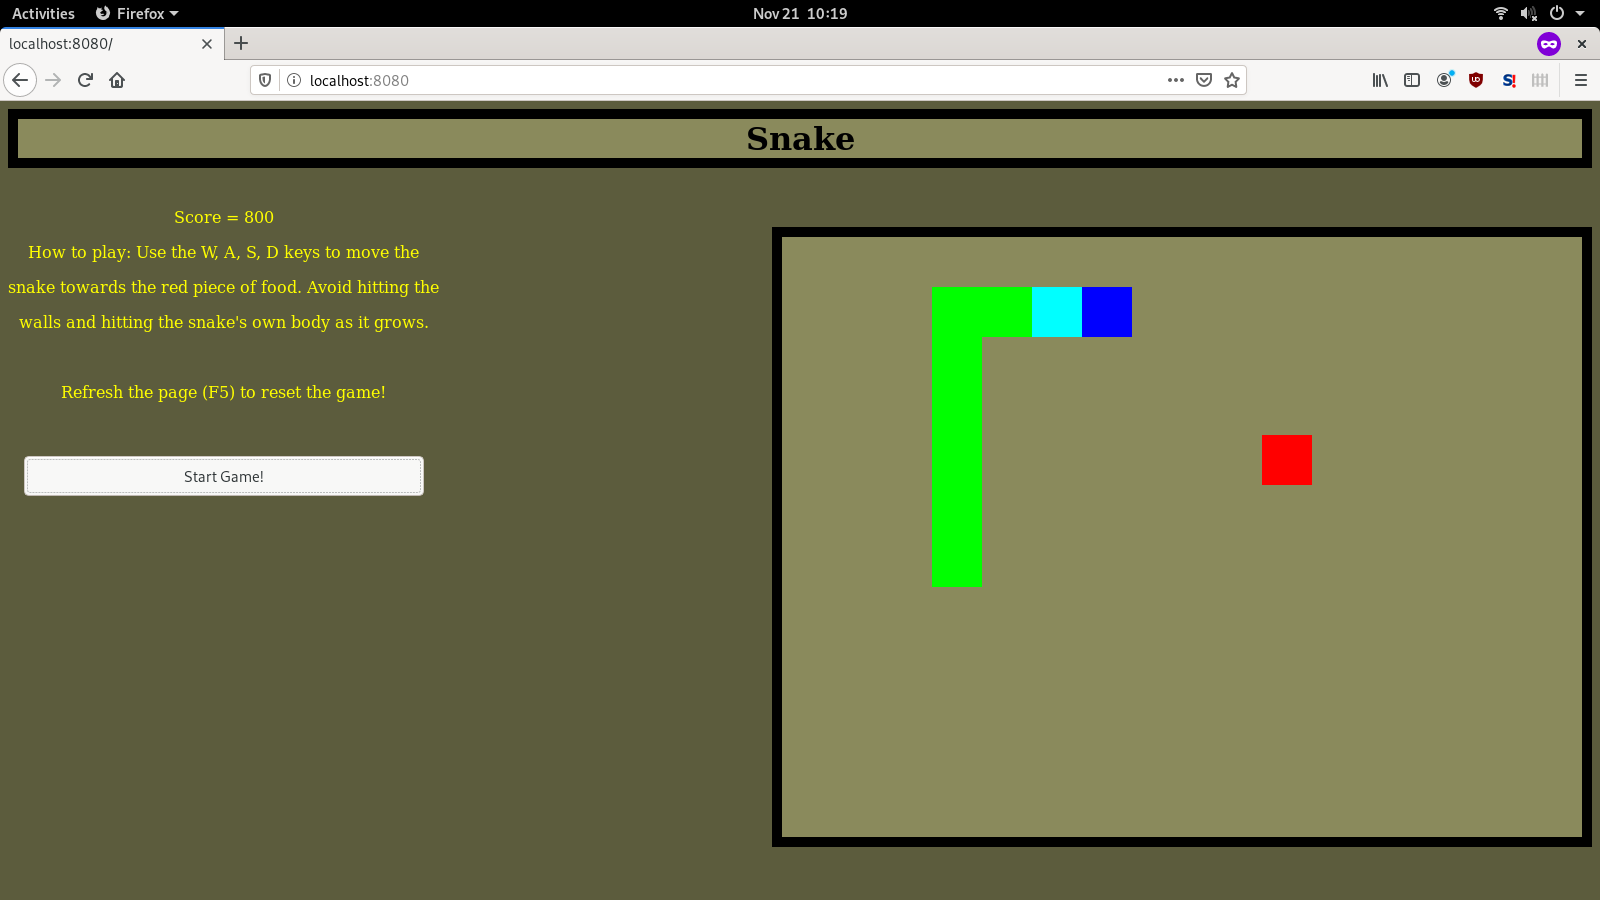 Activities Firefox Nov 21 10:19
localhost:8080/
localhost:8080
Snake
Score = 800
How to play: Use the W, A, S, D keys to move the
snake towards the red piece of food. Avoid hitting the
walls and hitting the snake's own body as it grows.
Refresh the page (F5) to reset the game!
Start Game!